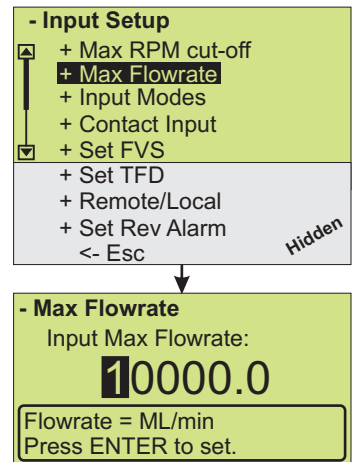 - Input Setup
+ Max RPM cut-off
+ Max Flowrate
+ Input Modes
+ Contact Input
+ Set FVS
+ Set TFD
+ Remote/Local
+ Set Rev Alarm
<- Esc
Hidden
- Max Flowrate
Input Max Flowrate:
10000.0
Flowrate = ML/min
Press ENTER to set.